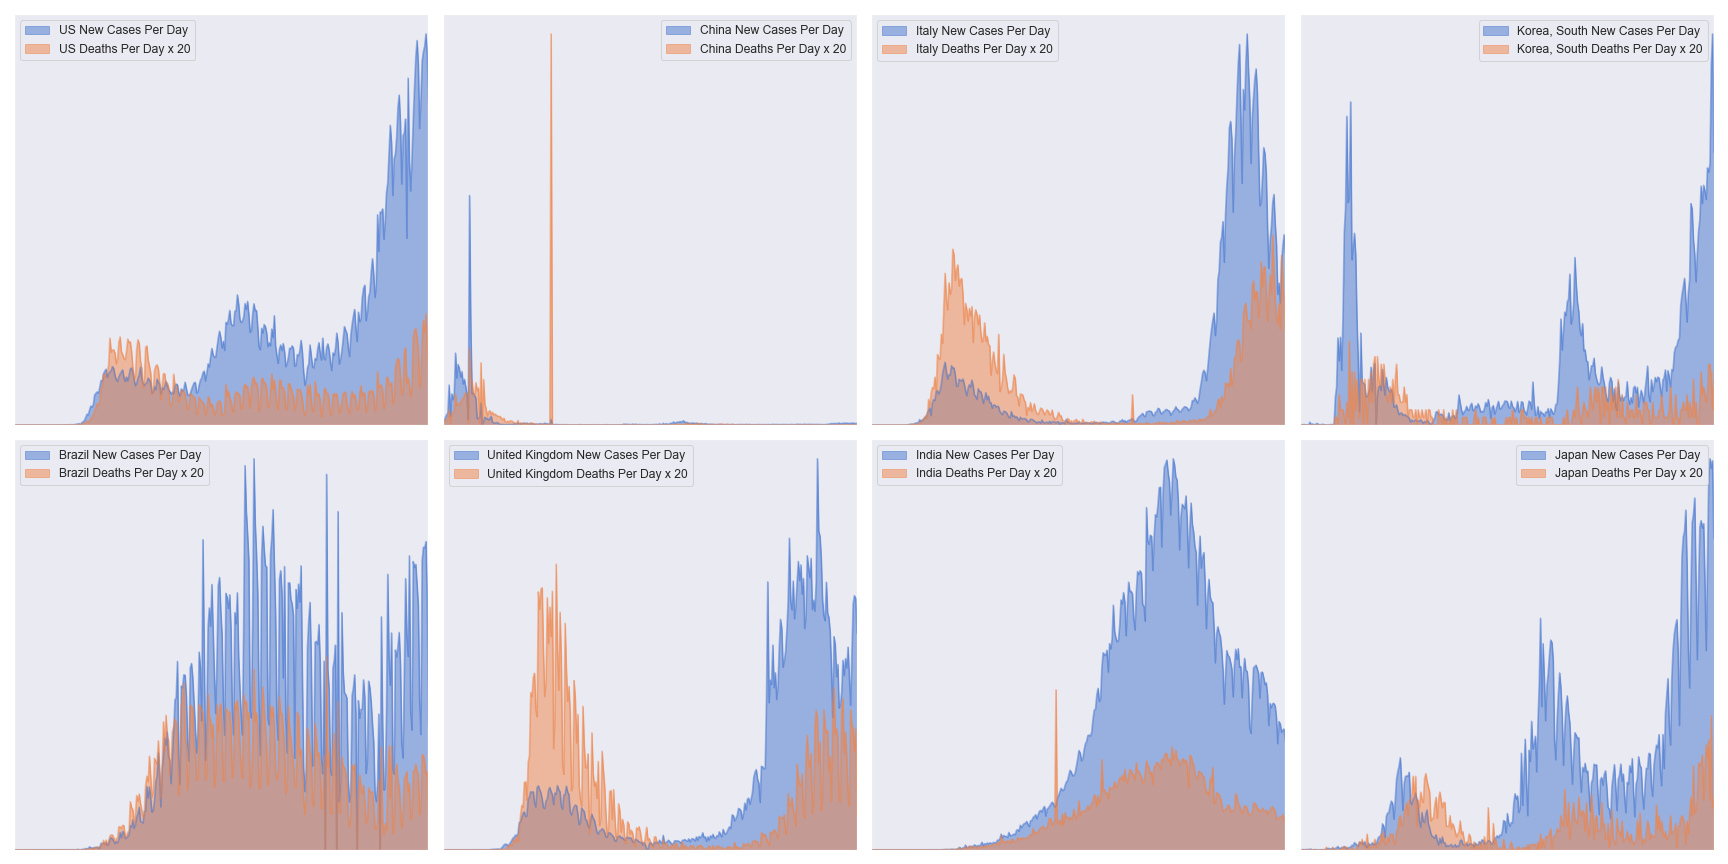 US New Cases Per Day
US Deaths Per Day x 20
China New Cases Per Day
China Deaths Per Day x 20
Italy New Cases Per Day
Italy Deaths Per Day x 20
Korea, South New Cases Per Day
Korea, South Deaths Per Day x 20
Brazil New Cases Per Day
Brazil Deaths Per Day x 20
United Kingdom New Cases Per Day
United Kingdom Deaths Per Day x 20
India New Cases Per Day
India Deaths Per Day x 20
Japan New Cases Per Day
Japan Deaths Per Day x 20